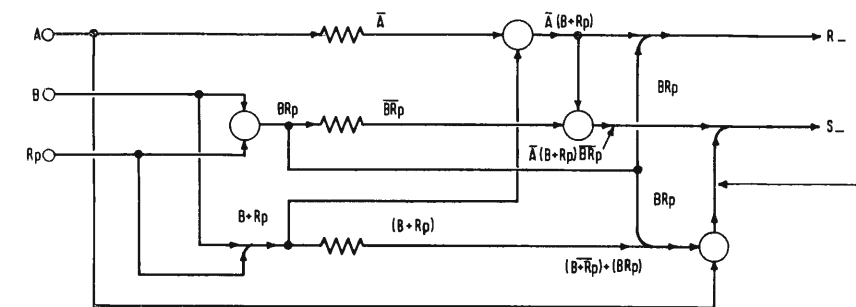 A̅
Ã (B+Rp)
A
R_
B
BRp
B̅R̅p
BRp
S_
Rp
A̅ (B+Rp) B̅R̅p
B+Rp
(B+Rp)
BRp
(B+R̅p)+(BRp)